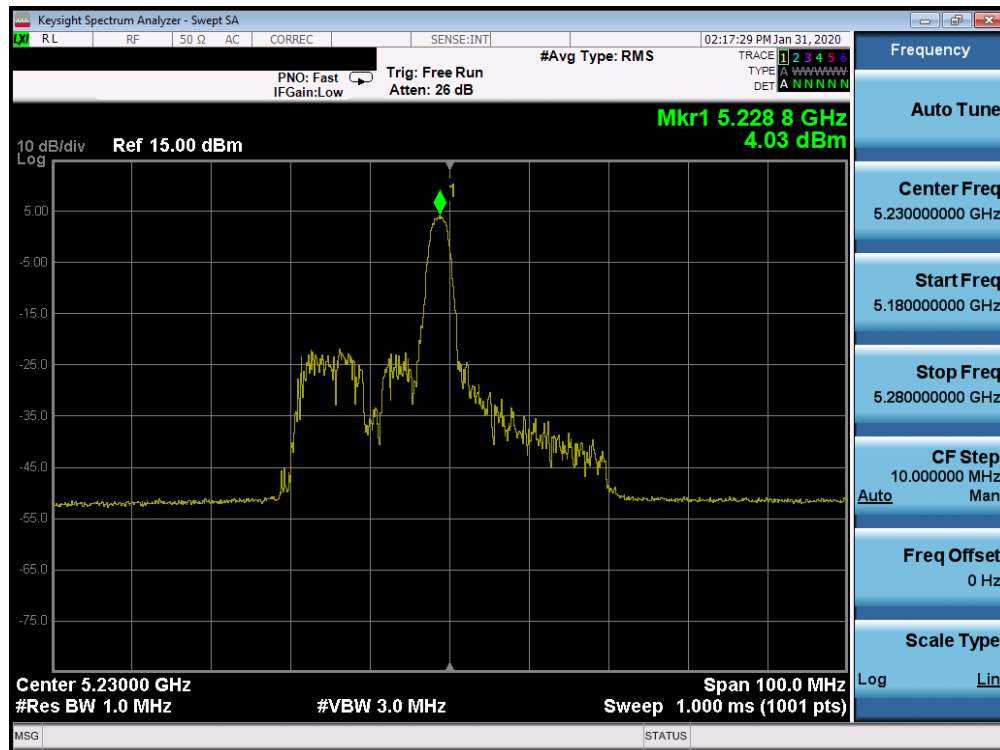 Keysight Spectrum Analyzer - Swept SA
LXI RL RF 50 Ω AC CORREC SENSE:INT 02:17:29 PM Jan 31, 2020
PNO: Fast Trig: Free Run #Avg Type: RMS TRACE 1 2 3 4 5 6
IFGain:Low Atten: 26 dB TYPE A WWWWW
DET A N N N N N
Mkr1 5.228 8 GHz
4.03 dBm
10 dB/div Ref 15.00 dBm
Log
1
5.00
-5.00
-15.0
-25.0
-35.0
-45.0
-55.0
-65.0
-75.0
Center 5.23000 GHz Span 100.0 MHz
#Res BW 1.0 MHz #VBW 3.0 MHz Sweep 1.000 ms (1001 pts)
MSG STATUS
Frequency
Auto Tune
Center Freq
5.230000000 GHz
Start Freq
5.180000000 GHz
Stop Freq
5.280000000 GHz
CF Step
10.000000 MHz
Auto Man
Freq Offset
0 Hz
Scale Type
Log Lin